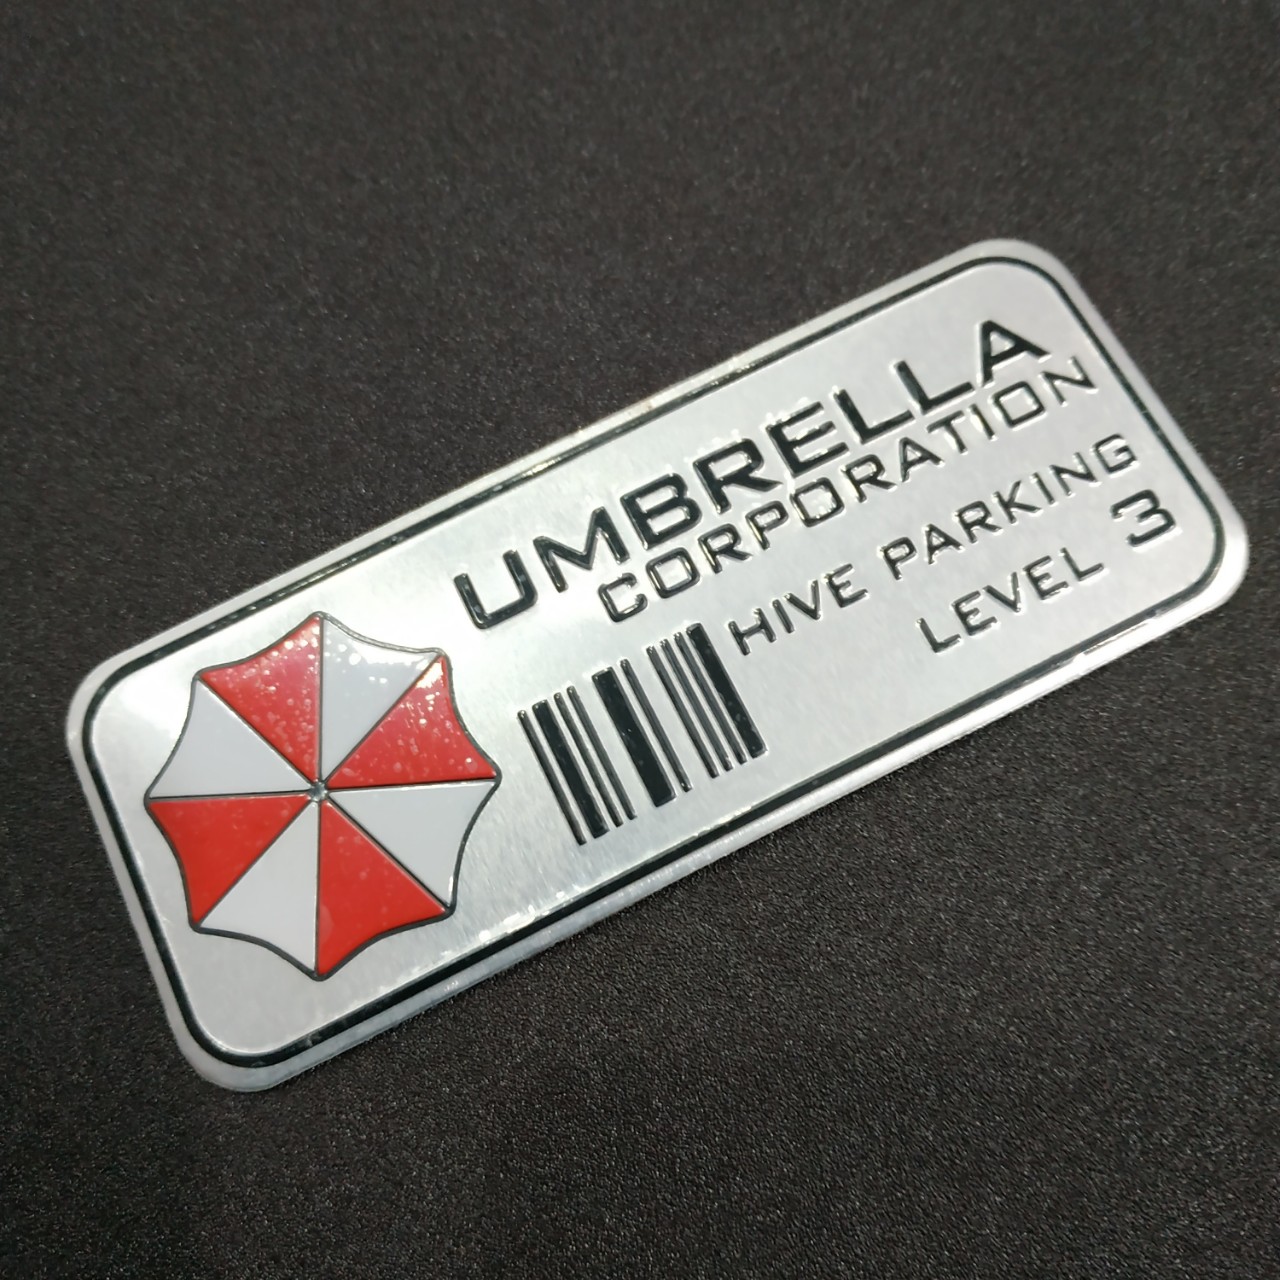 UMBRELLA
CORPORATION
HIVE PARKING
LEVEL 3